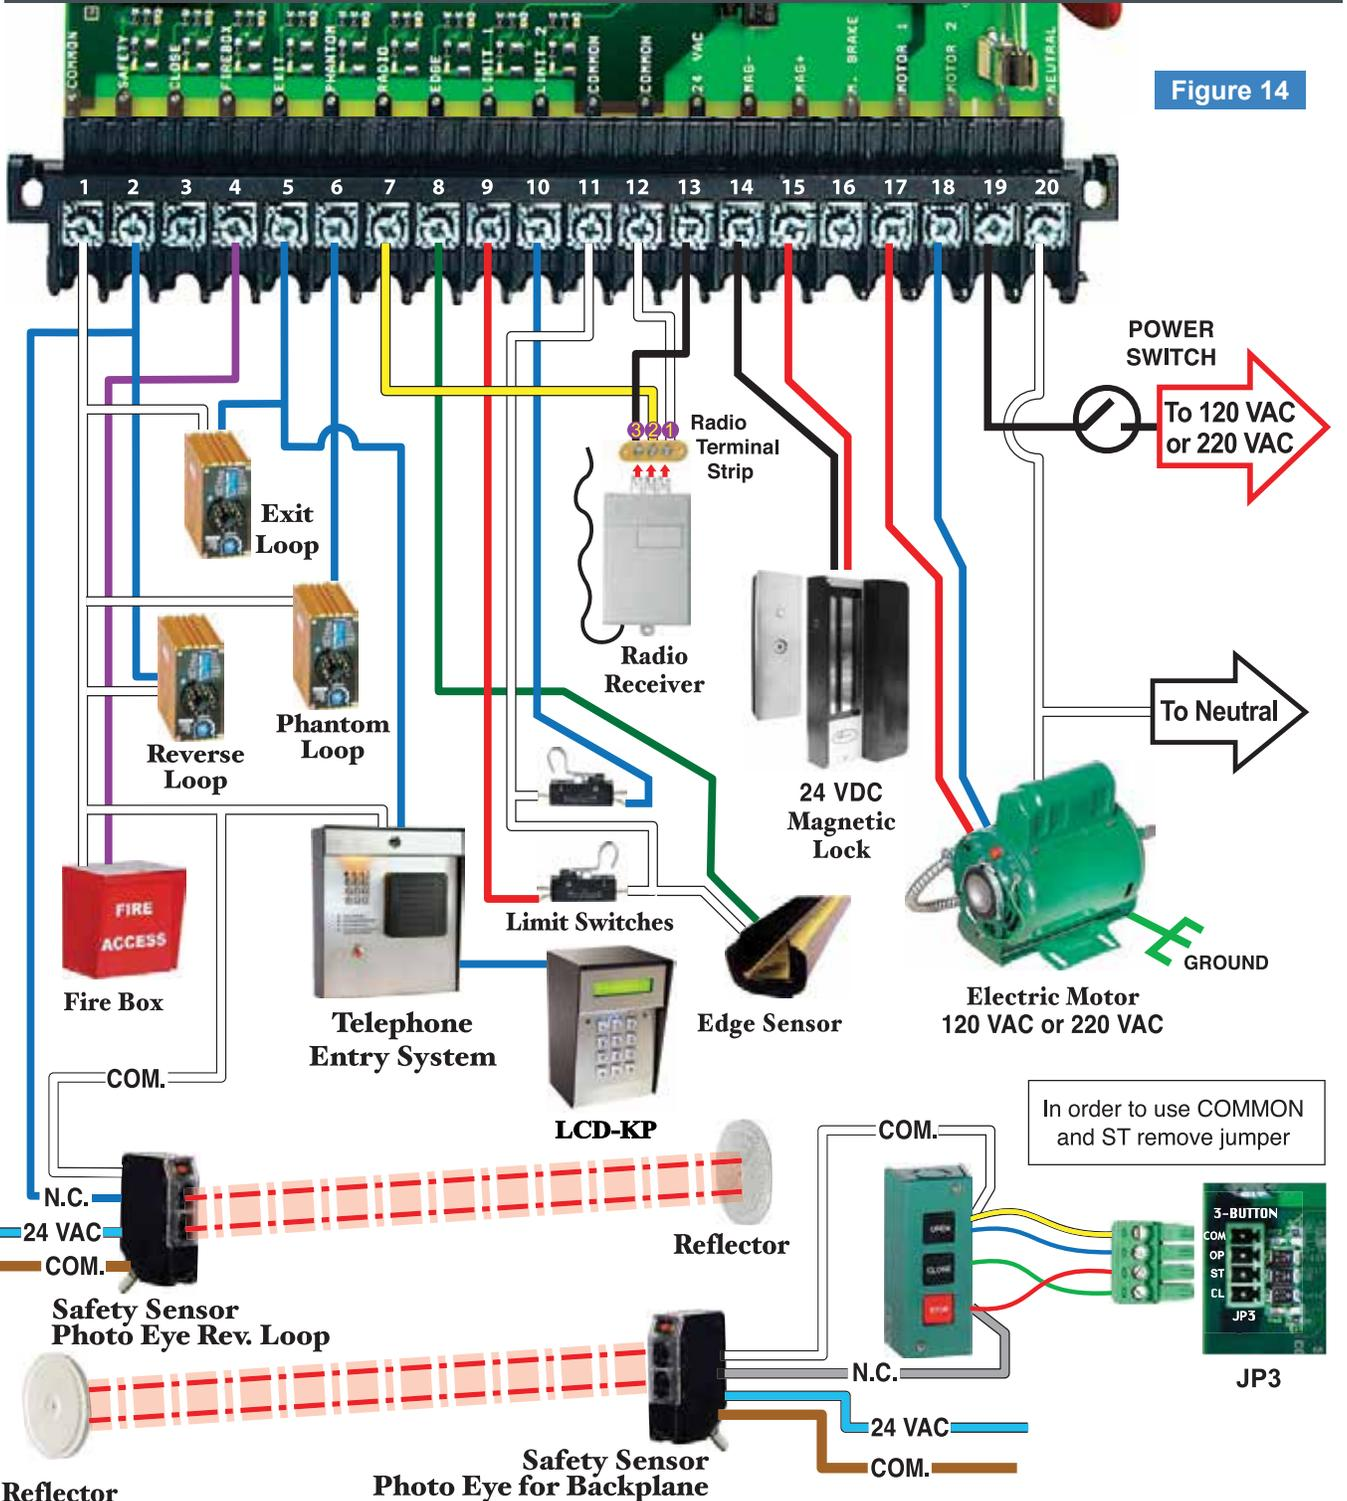 COMMON
SAFETY
CLOSE
FIREBOX
EXIT
PHANTOM
RADIO
EDGE
LIMIT 1
LIMIT 2
COMMON
COMMON
24 VAC
MAG-
MAG+
M. BRAKE
MOTOR 1
MOTOR 2
NEUTRAL
Figure 14
1 2 3 4 5 6 7 8 9 10 11 12 13 14 15 16 17 18 19 20
POWER
SWITCH
To 120 VAC
or 220 VAC
3 2 1
Radio
Terminal
Strip
Exit
Loop
Radio
Receiver
Phantom
Loop
Reverse
Loop
To Neutral
24 VDC
Magnetic
Lock
FIRE
ACCESS
Fire Box
Limit Switches
Telephone
Entry System
Edge Sensor
GROUND
Electric Motor
120 VAC or 220 VAC
COM.
LCD-KP
In order to use COMMON
and ST remove jumper
COM.
N.C.
24 VAC
COM.
Reflector
OPEN
CLOSE
STOP
3-BUTTON
COM
OP
ST
CL
JP3
JP3
Safety Sensor
Photo Eye Rev. Loop
N.C.
24 VAC
COM.
Safety Sensor
Photo Eye for Backplane
Reflector